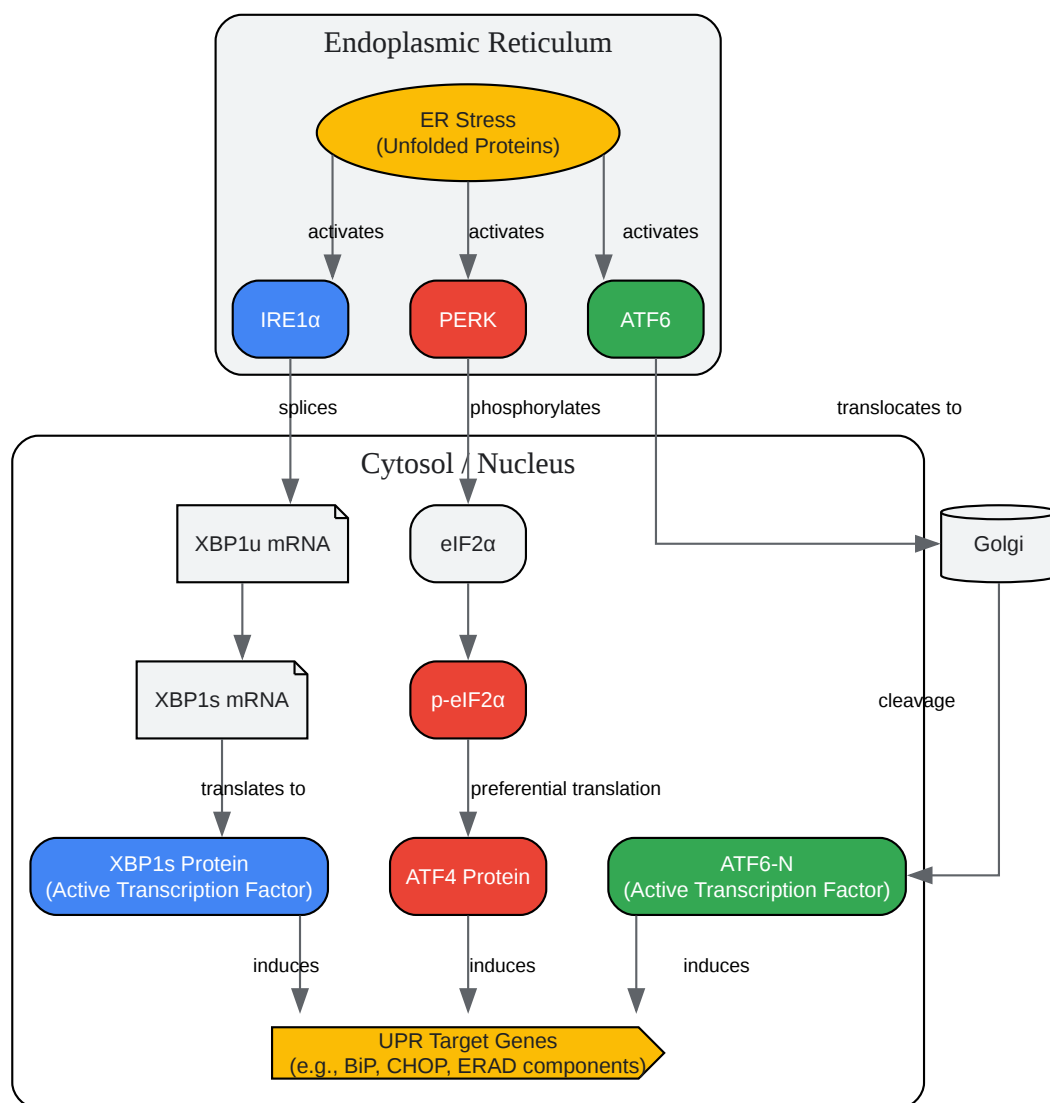 Endoplasmic Reticulum
ER Stress
(Unfolded Proteins)
activates
activates
activates
IRE1α
PERK
ATF6
splices
phosphorylates
translocates to
Cytosol / Nucleus
XBP1u mRNA
eIF2α
Golgi
XBP1s mRNA
p-eIF2α
cleavage
translates to
preferential translation
XBP1s Protein
(Active Transcription Factor)
ATF4 Protein
ATF6-N
(Active Transcription Factor)
induces
induces
induces
UPR Target Genes
(e.g., BiP, CHOP, ERAD components)